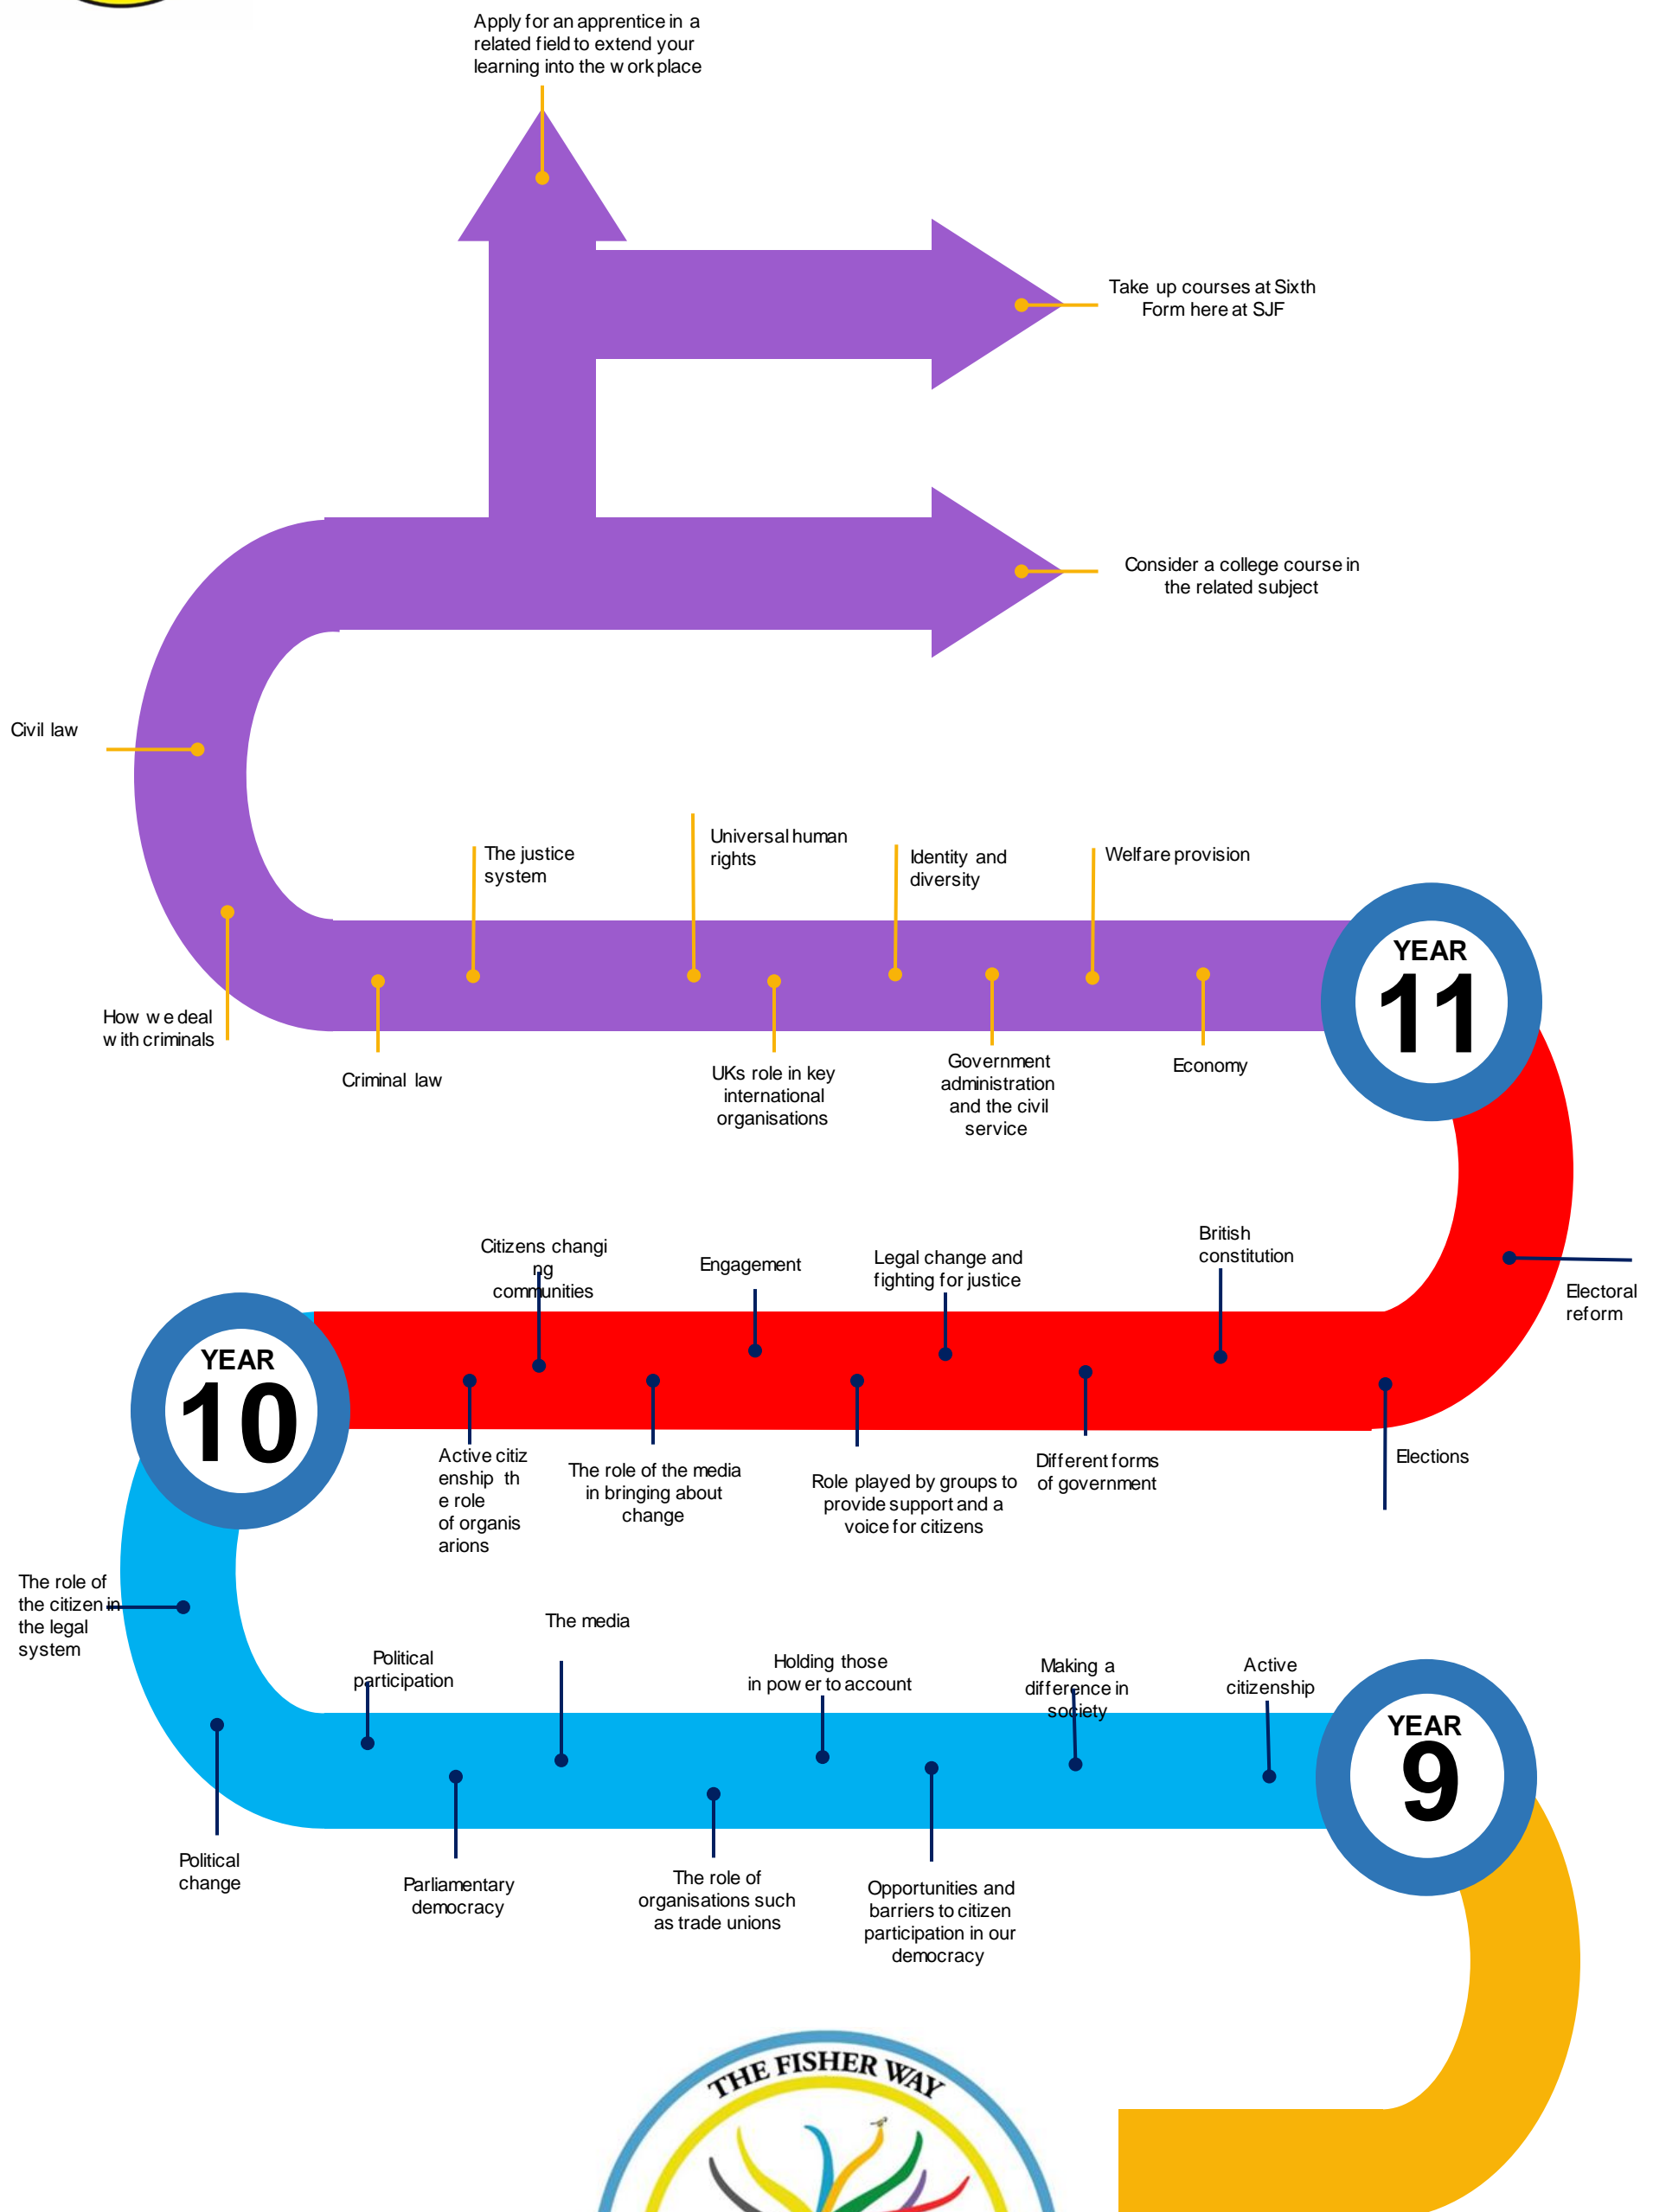 Apply for an apprentice in a
related field to extend your
learning into the workplace
Take up courses at Sixth
Form here at SJF
Consider a college course in
the related subject
Civil law
The justice
system
Universal human
rights
Identity and
diversity
Welfare provision
YEAR
11
How we deal
with criminals
Criminal law
UKs role in key
international
organisations
Government
administration
and the civil
service
Economy
Citizens changi
ng
communities
Engagement
Legal change and
fighting for justice
British
constitution
Electoral
reform
YEAR
10
Active citiz
enship th
e role
of organis
arions
The role of the media
in bringing about
change
Role played by groups to
provide support and a
voice for citizens
Different forms
of government
Elections
The role of
the citizen in
the legal
system
Political
participation
The media
Holding those
in power to account
Making a
difference in
society
Active
citizenship
YEAR
9
Political
change
Parliamentary
democracy
The role of
organisations such
as trade unions
Opportunities and
barriers to citizen
participation in our
democracy
THE FISHER WAY